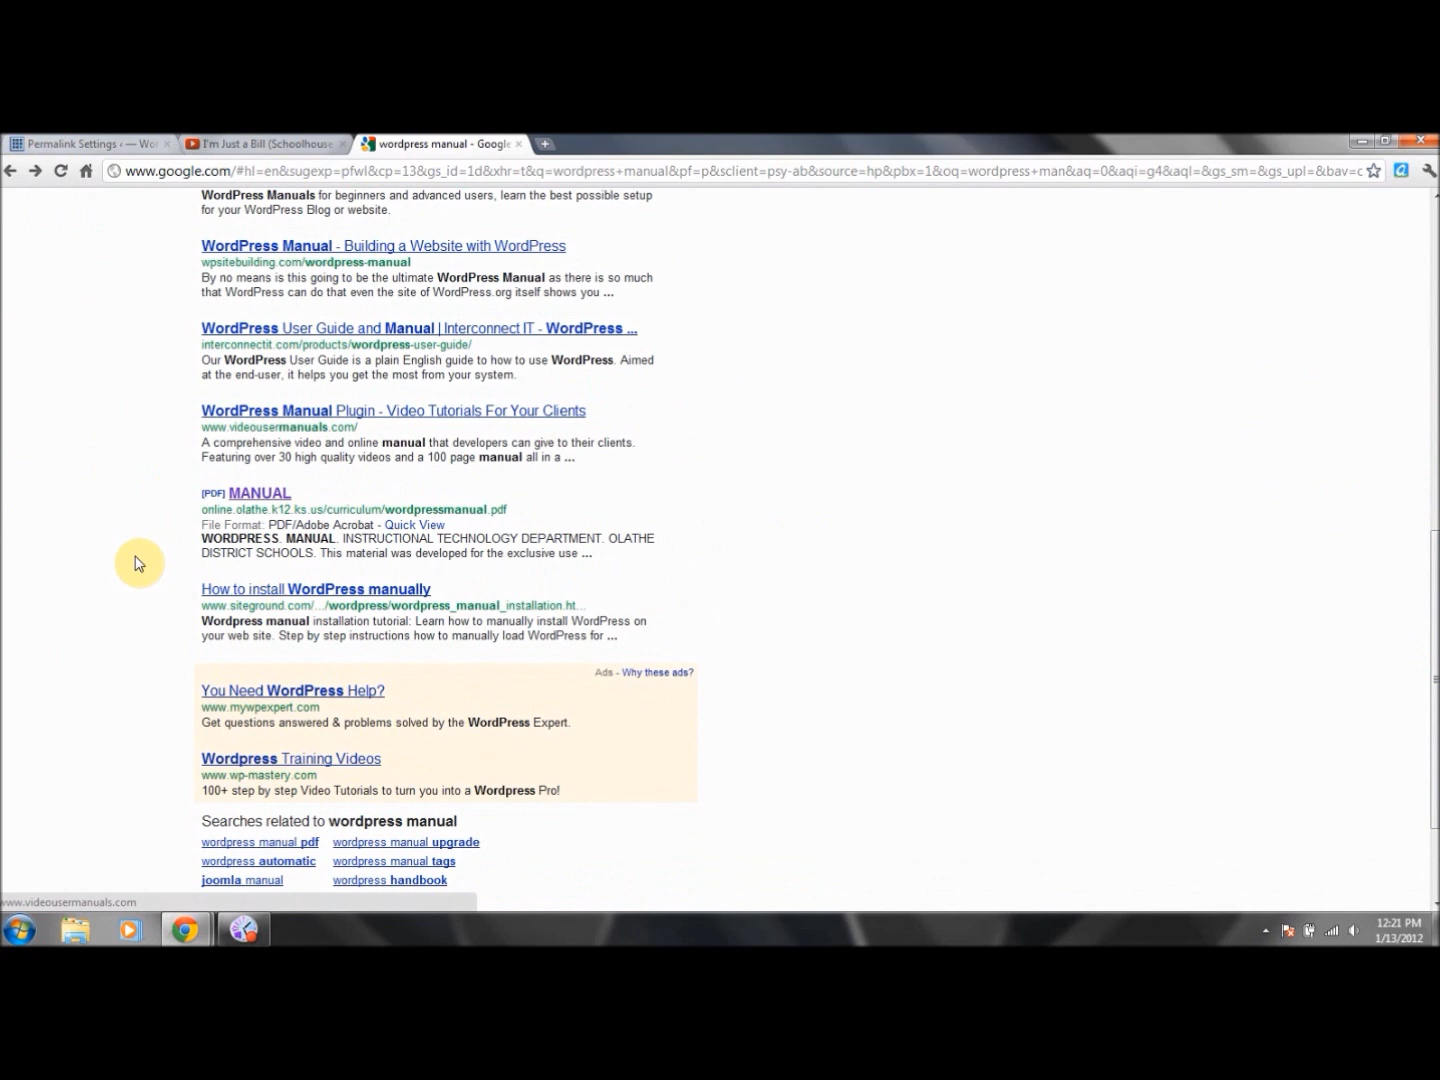 Permalink Settings ‹ — Wor
I'm Just a Bill (Schoolhouse
wordpress manual - Google
www.google.com/#hl=en&sugexp=pfwl&cp=13&gs_id=1d&xhr=t&q=wordpress+manual&pf=p&sclient=psy-ab&source=hp&pbx=1&oq=wordpress+man&aq=0&aqi=g4&aql=&gs_sm=&gs_upl=&bav=c
WordPress Manuals for beginners and advanced users, learn the best possible setup
for your WordPress Blog or website.
WordPress Manual - Building a Website with WordPress
wpsitebuilding.com/wordpress-manual
By no means is this going to be the ultimate WordPress Manual as there is so much
that WordPress can do that even the site of WordPress.org itself shows you ...
WordPress User Guide and Manual | Interconnect IT - WordPress ...
interconnectit.com/products/wordpress-user-guide/
Our WordPress User Guide is a plain English guide to how to use WordPress. Aimed
at the end-user, it helps you get the most from your system.
WordPress Manual Plugin - Video Tutorials For Your Clients
www.videousermanuals.com/
A comprehensive video and online manual that developers can give to their clients.
Featuring over 30 high quality videos and a 100 page manual all in a ...
[PDF] MANUAL
online.olathe.k12.ks.us/curriculum/wordpressmanual.pdf
File Format: PDF/Adobe Acrobat - Quick View
WORDPRESS. MANUAL. INSTRUCTIONAL TECHNOLOGY DEPARTMENT. OLATHE
DISTRICT SCHOOLS. This material was developed for the exclusive use ...
How to install WordPress manually
www.siteground.com/.../wordpress/wordpress_manual_installation.ht...
Wordpress manual installation tutorial: Learn how to manually install WordPress on
your web site. Step by step instructions how to manually load WordPress for ...
Ads - Why these ads?
You Need WordPress Help?
www.mywpexpert.com
Get questions answered & problems solved by the WordPress Expert.
Wordpress Training Videos
www.wp-mastery.com
100+ step by step Video Tutorials to turn you into a Wordpress Pro!
Searches related to wordpress manual
wordpress manual pdf wordpress manual upgrade
wordpress automatic wordpress manual tags
joomla manual wordpress handbook
www.videousermanuals.com
12:21 PM
1/13/2012